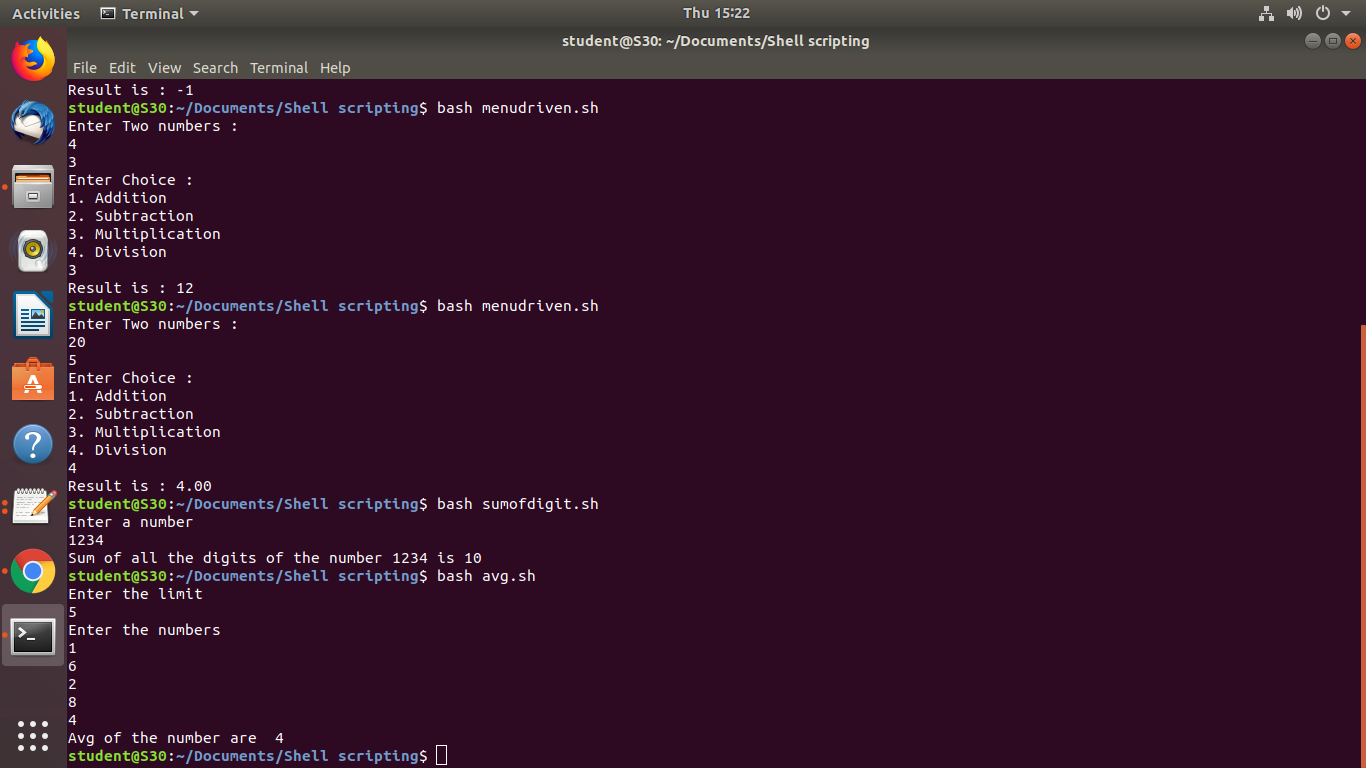 Activities Terminal Thu 15:22
student@S30: ~/Documents/Shell scripting
File Edit View Search Terminal Help
Result is : -1
student@S30:~/Documents/Shell scripting$ bash menudriven.sh
Enter Two numbers :
4
3
Enter Choice :
1. Addition
2. Subtraction
3. Multiplication
4. Division
3
Result is : 12
student@S30:~/Documents/Shell scripting$ bash menudriven.sh
Enter Two numbers :
20
5
Enter Choice :
1. Addition
2. Subtraction
3. Multiplication
4. Division
4
Result is : 4.00
student@S30:~/Documents/Shell scripting$ bash sumofdigit.sh
Enter a number
1234
Sum of all the digits of the number 1234 is 10
student@S30:~/Documents/Shell scripting$ bash avg.sh
Enter the limit
5
Enter the numbers
1
6
2
8
4
Avg of the number are  4
student@S30:~/Documents/Shell scripting$